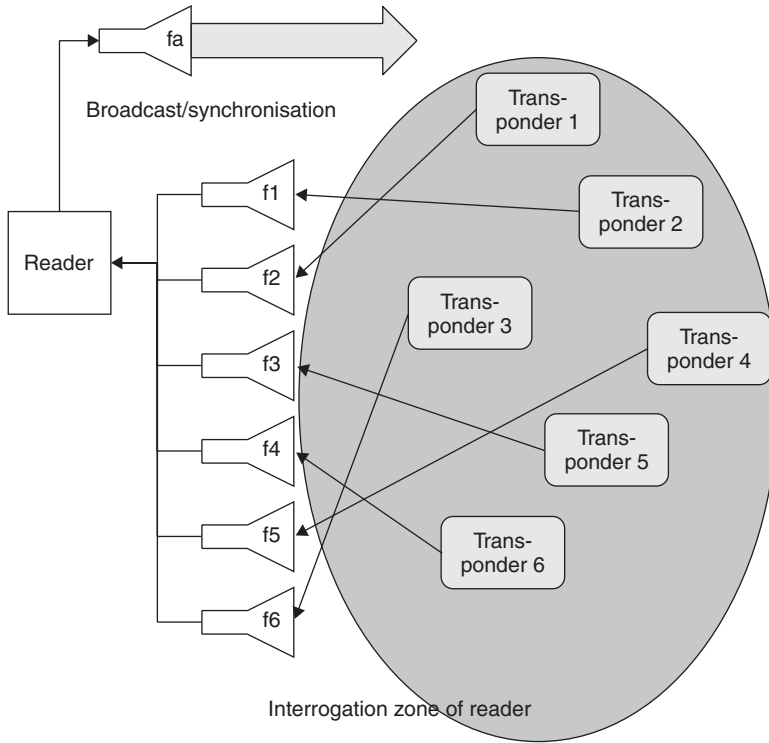 fa
Broadcast/synchronisation
Trans-
ponder 1
f1
Trans-
ponder 2
Reader
f2
Trans-
ponder 3
f3
Trans-
ponder 4
f4
Trans-
ponder 5
f5
Trans-
ponder 6
f6
Interrogation zone of reader